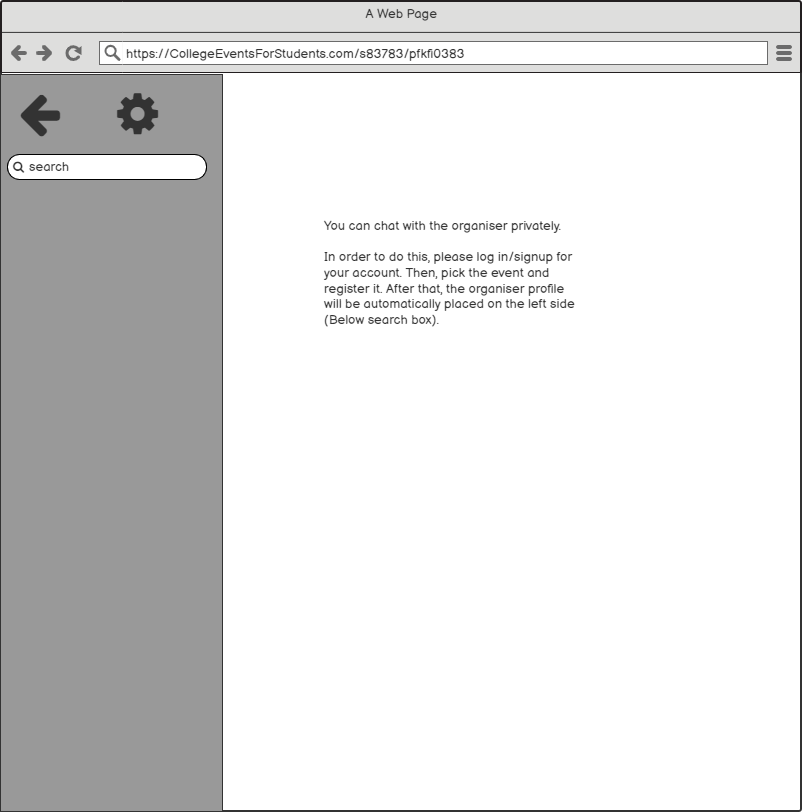 A Web Page
https://CollegeEventsForStudents.com/s83783/pfkfi0383
search
You can chat with the organiser privately.
In order to do this, please log in/signup for
your account. Then, pick the event and
register it. After that, the organiser profile
will be automatically placed on the left side
(Below search box).